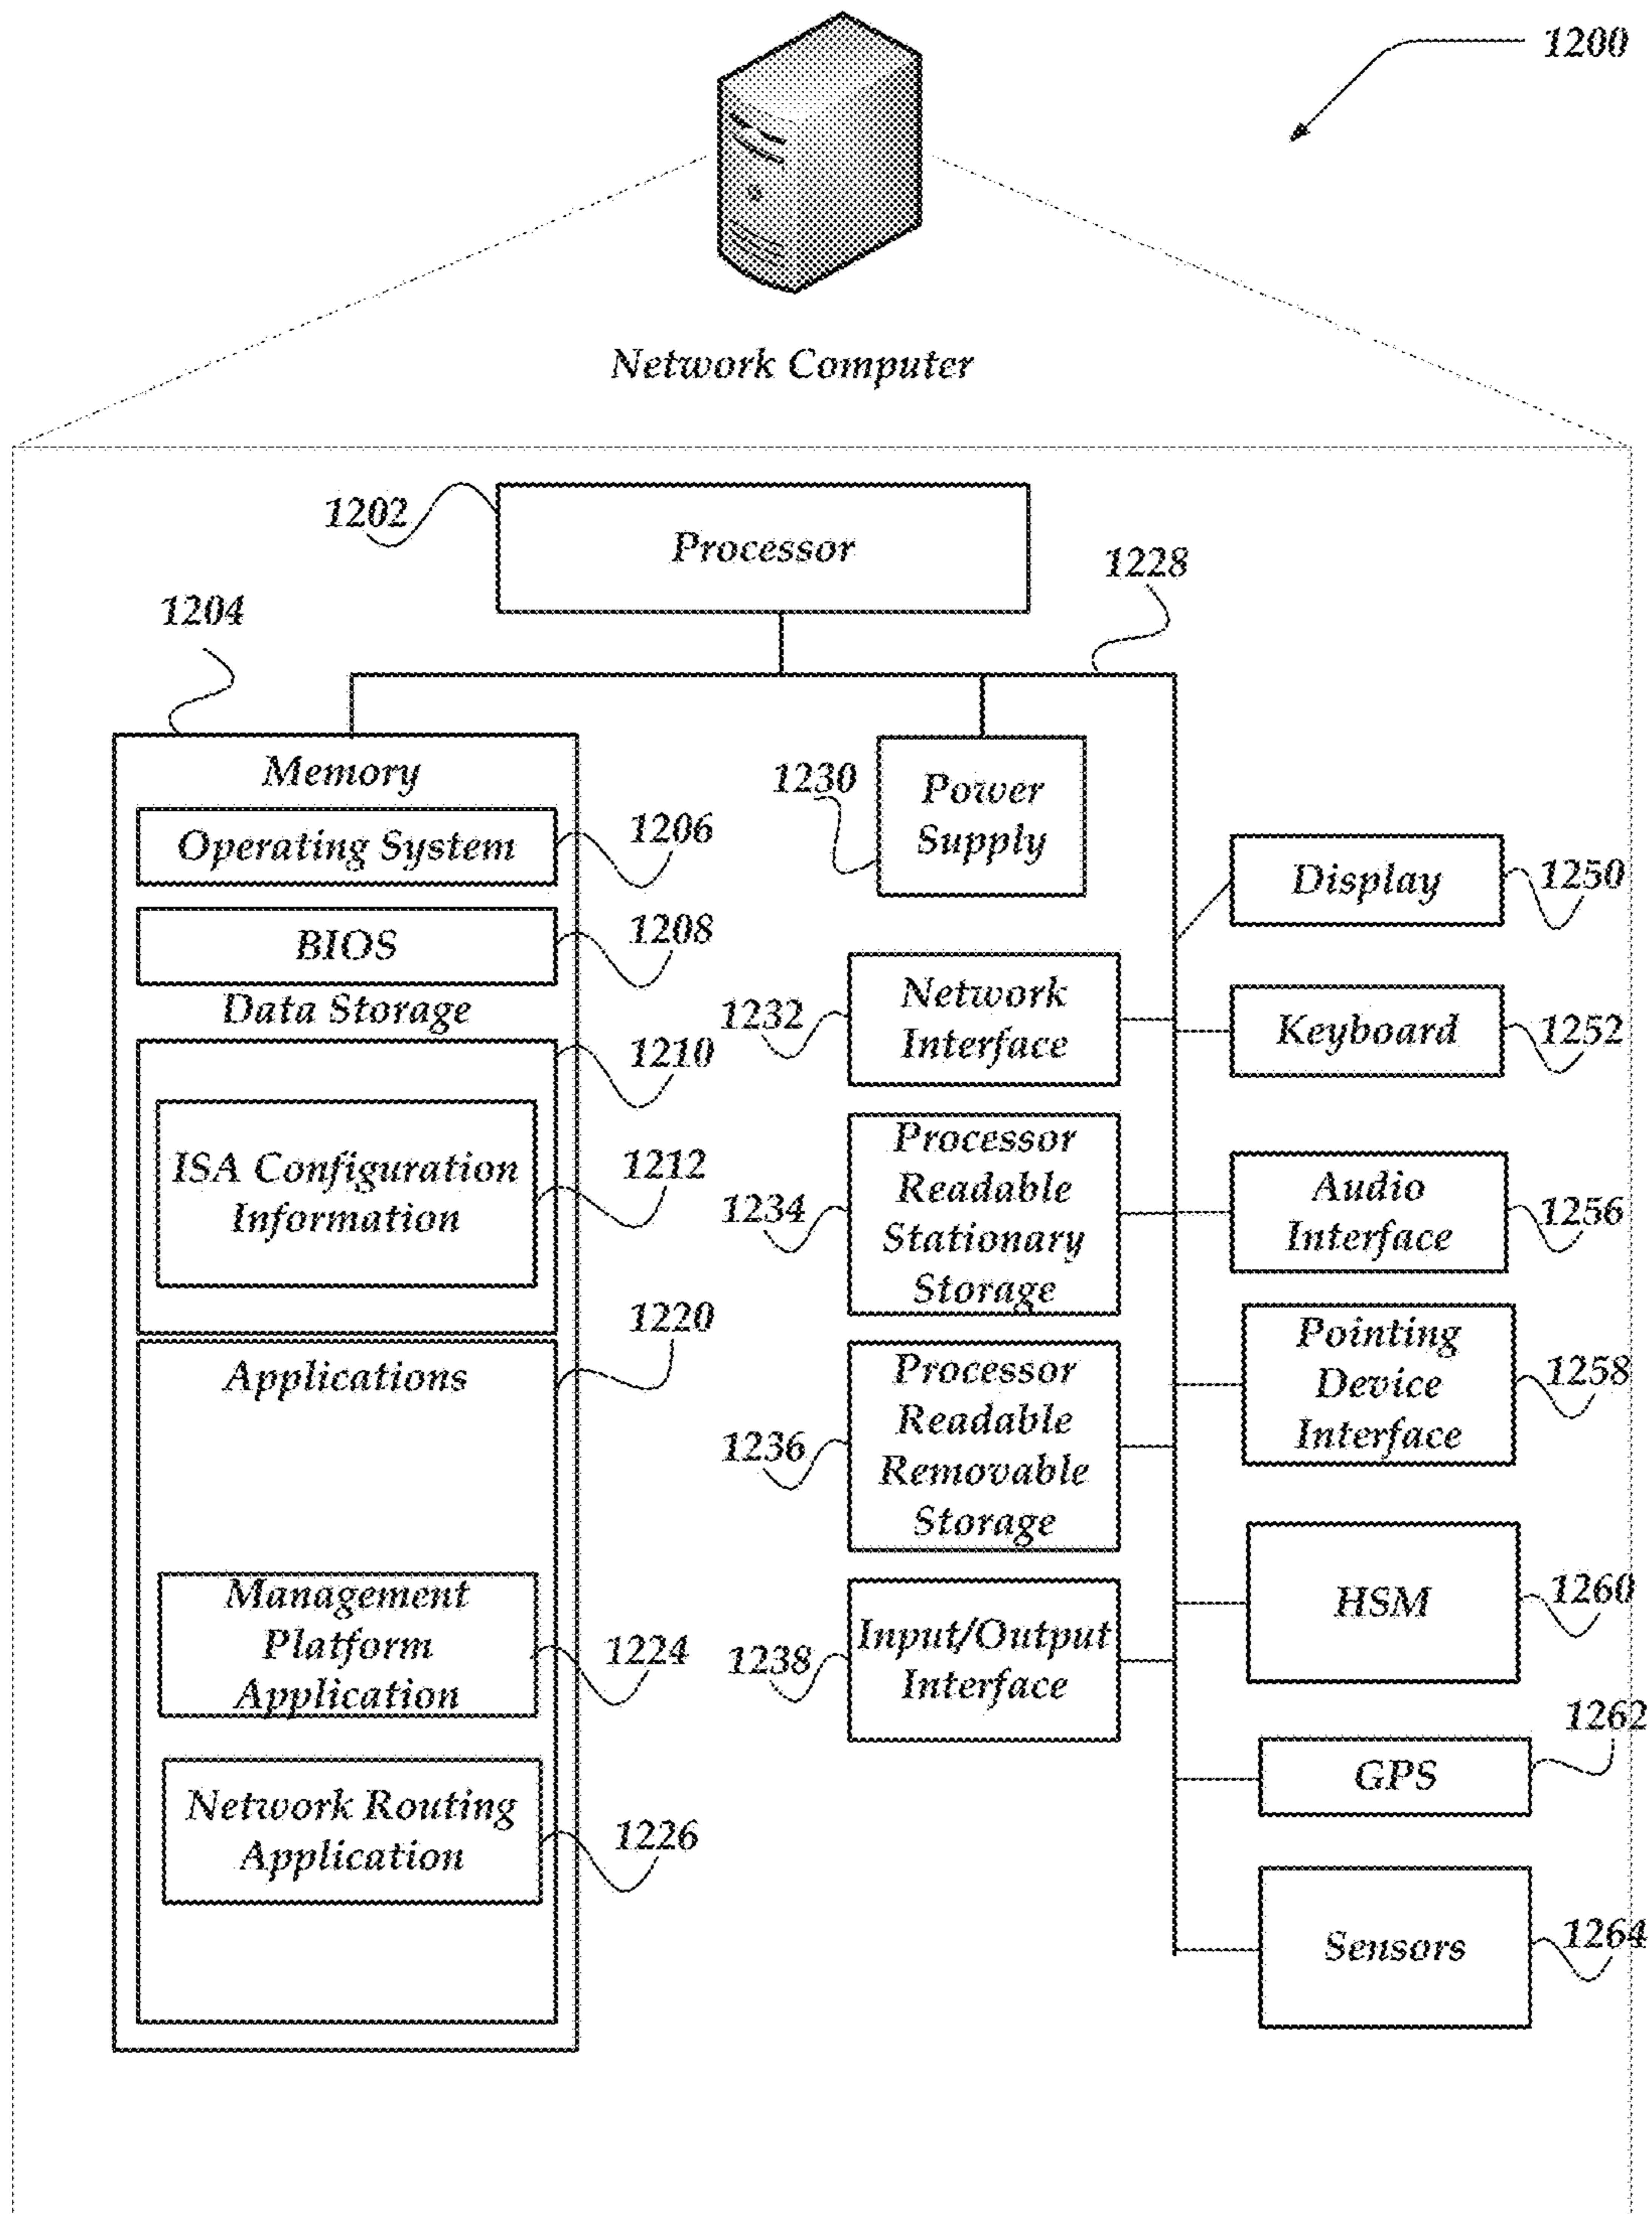 1200
Network Computer
1202
Processor
1228
1204
Memory
Operating System
1206
BIOS
1208
Data Storage
1210
ISA Configuration
Information
1212
1220
Applications
Management
Platform
Application
1224
Network Routing
Application
1226
1230
Power
Supply
1232
Network
Interface
1234
Processor
Readable
Stationary
Storage
1236
Processor
Readable
Removable
Storage
1238
Input/Output
Interface
Display
1250
Keyboard
1252
Audio
Interface
1256
Pointing
Device
Interface
1258
HSM
1260
GPS
1262
Sensors
1264